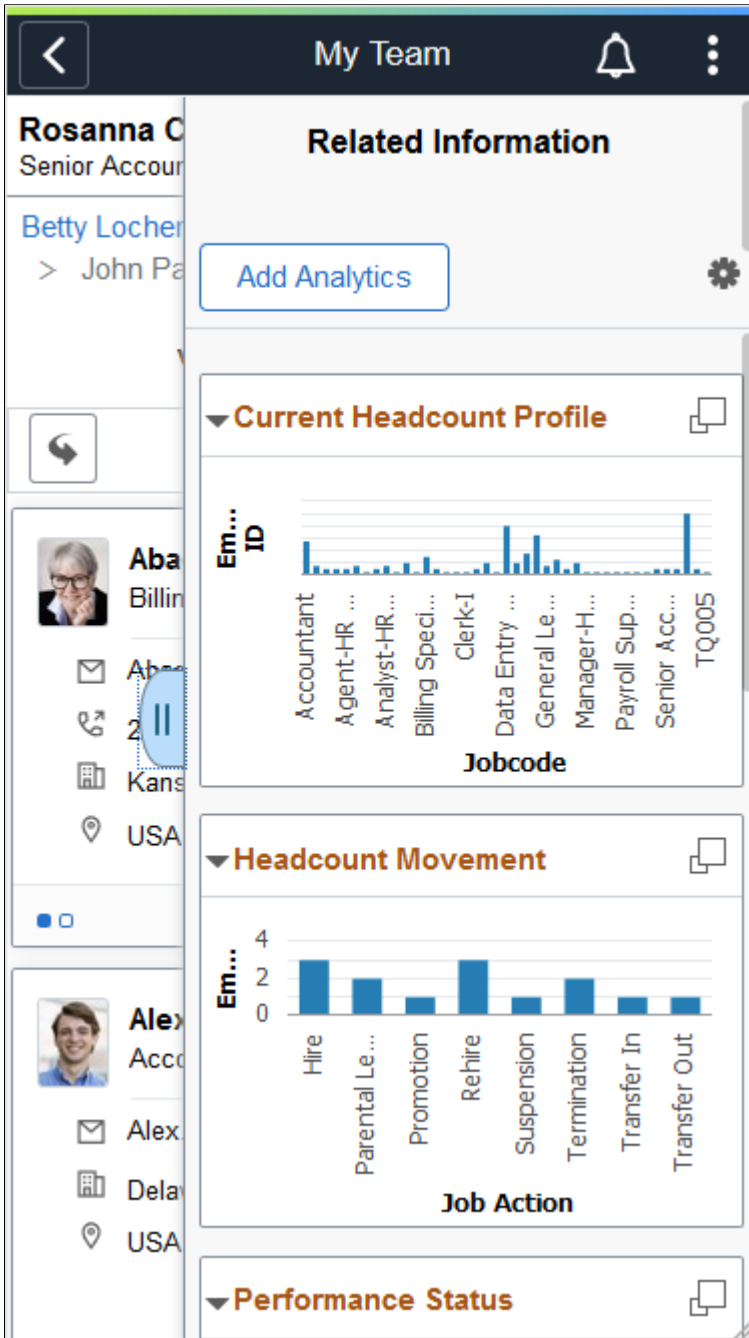 My Team
Rosanna C
Senior Accour
Betty Locher
> John Pa
Related Information
Add Analytics
Current Headcount Profile
Em...
ID
Accountant
Agent-HR ...
Analyst-HR...
Billing Speci...
Clerk-I
Data Entry ...
General Le...
Manager-H...
Payroll Sup...
Senior Acc...
TQ005
Jobcode
Aba
Billin
2
Kans
USA
Headcount Movement
Em...
4
2
0
Hire
Parental Le...
Promotion
Rehire
Suspension
Termination
Transfer In
Transfer Out
Job Action
Alex
Acco
Alex
Delaw
USA
Performance Status